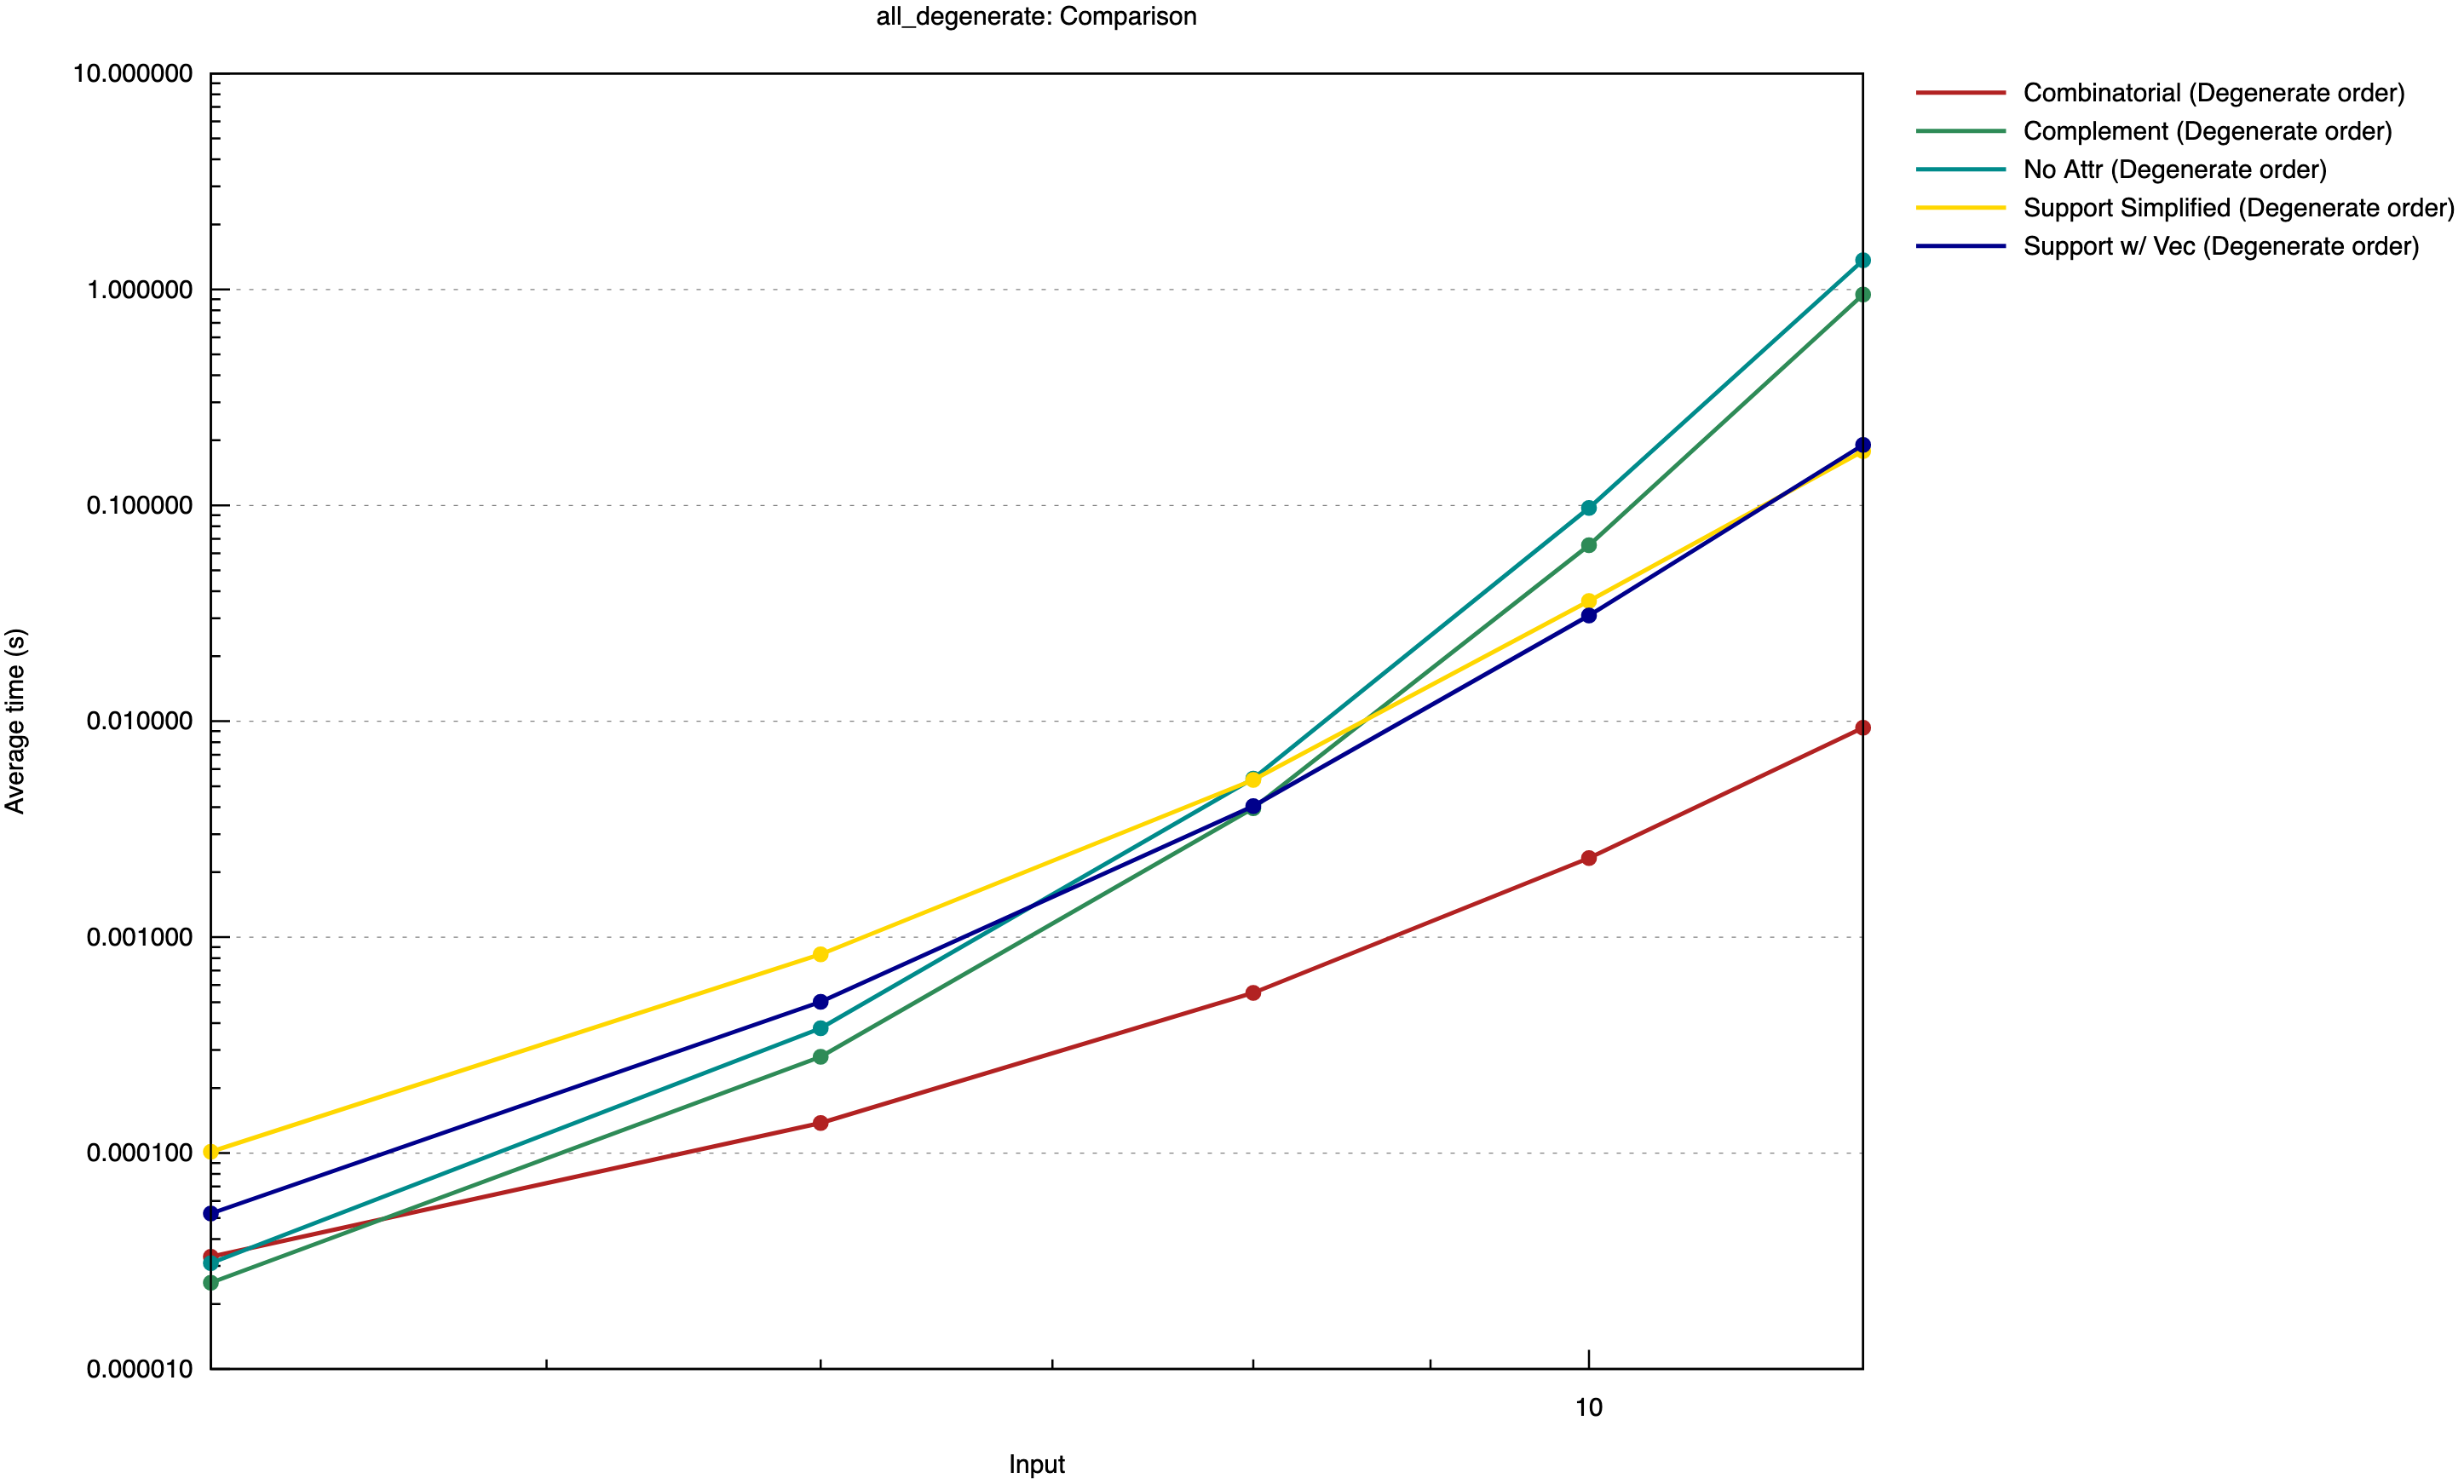 all_degenerate: Comparison
10.000000
1.000000
0.100000
0.010000
0.001000
0.000100
0.000010
Average time (s)
10
Input
Combinatorial (Degenerate order)
Complement (Degenerate order)
No Attr (Degenerate order)
Support Simplified (Degenerate order)
Support w/ Vec (Degenerate order)